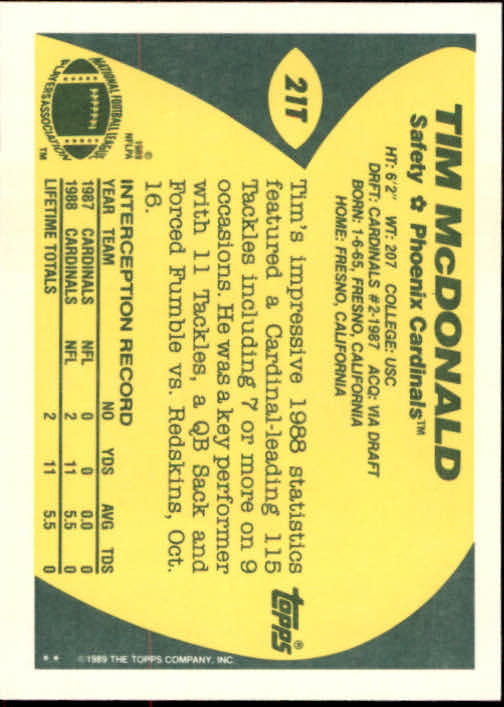 21T
TIM McDONALD
Safety ✿ Phoenix Cardinals™
HT: 6'2" WT: 207 COLLEGE: USC
DRFT: CARDINALS #2-1987 ACQ: VIA DRAFT
BORN: 1-6-65, FRESNO, CALIFORNIA
HOME: FRESNO, CALIFORNIA
Tim's impressive 1988 statistics
featured a Cardinal-leading 115
Tackles including 7 or more on 9
occasions. He was a key performer
with 11 Tackles, a QB Sack and
Forced Fumble vs. Redskins, Oct.
16.
TOPPS®
NATIONAL FOOTBALL LEAGUE
PLAYERS ASSOCIATION
™
©
1989
NFLPA
INTERCEPTION RECORD
YEAR TEAM NO YDS AVG TDS
1987 CARDINALS NFL 0 0 0.0 0
1988 CARDINALS NFL 2 11 5.5 0
LIFETIME TOTALS 2 11 5.5 0
** ©1989 THE TOPPS COMPANY, INC.